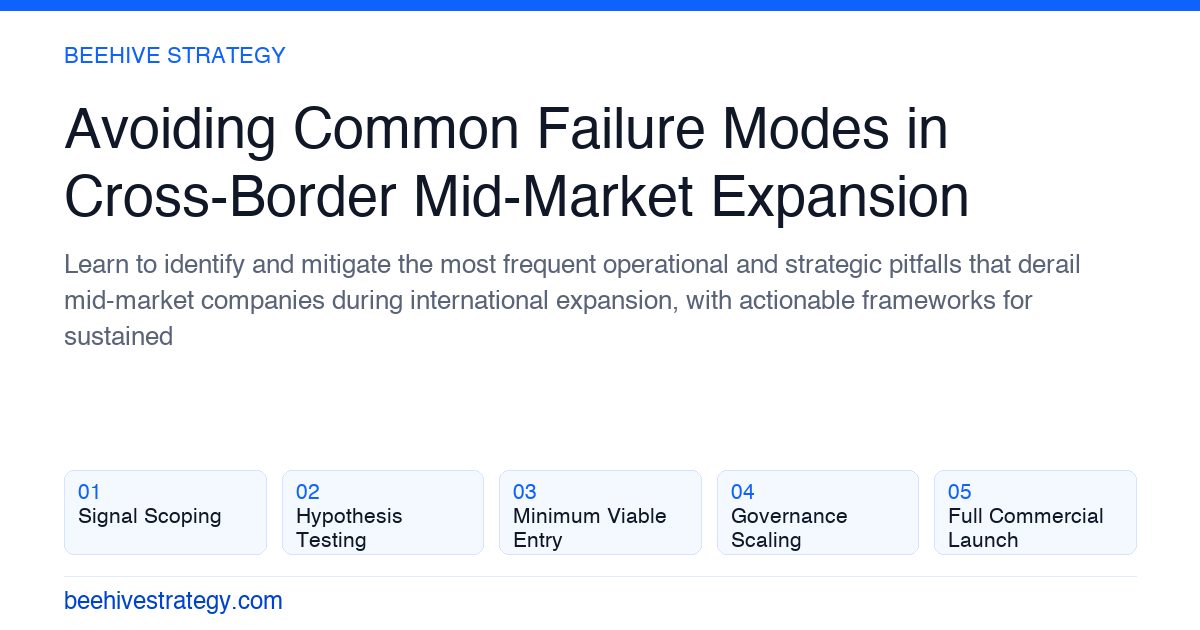 BEEHIVE STRATEGY
Avoiding Common Failure Modes in
Cross-Border Mid-Market Expansion
Learn to identify and mitigate the most frequent operational and strategic pitfalls that derail
mid-market companies during international expansion, with actionable frameworks for
sustained
01
Signal Scoping
02
Hypothesis
Testing
03
Minimum Viable
Entry
04
Governance
Scaling
05
Full Commercial
Launch
beehivestrategy.com